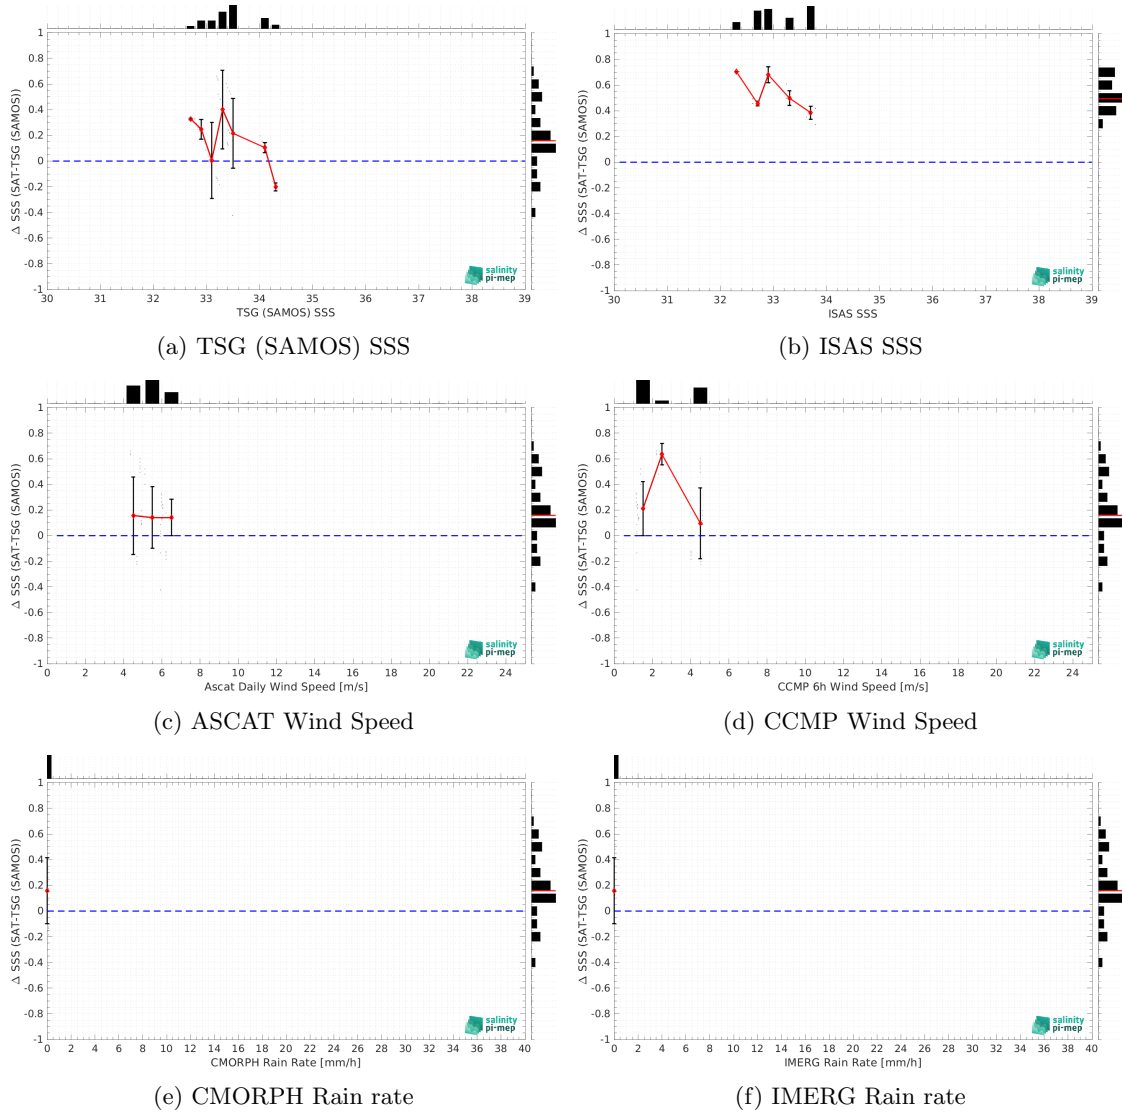 1
0.8
0.6
0.4
0.2
0
-0.2
-0.4
-0.6
-0.8
-1
Δ SSS (SAT-TSG (SAMOS))
salinity
pi-mep
30 31 32 33 34 35 36 37 38 39
TSG (SAMOS) SSS
(a) TSG (SAMOS) SSS
1
0.8
0.6
0.4
0.2
0
-0.2
-0.4
-0.6
-0.8
-1
Δ SSS (SAT-TSG (SAMOS))
salinity
pi-mep
30 31 32 33 34 35 36 37 38 39
ISAS SSS
(b) ISAS SSS
1
0.8
0.6
0.4
0.2
0
-0.2
-0.4
-0.6
-0.8
-1
Δ SSS (SAT-TSG (SAMOS))
salinity
pi-mep
0 2 4 6 8 10 12 14 16 18 20 22 24
Ascat Daily Wind Speed [m/s]
(c) ASCAT Wind Speed
1
0.8
0.6
0.4
0.2
0
-0.2
-0.4
-0.6
-0.8
-1
Δ SSS (SAT-TSG (SAMOS))
salinity
pi-mep
0 2 4 6 8 10 12 14 16 18 20 22 24
CCMP 6h Wind Speed [m/s]
(d) CCMP Wind Speed
1
0.8
0.6
0.4
0.2
0
-0.2
-0.4
-0.6
-0.8
-1
Δ SSS (SAT-TSG (SAMOS))
salinity
pi-mep
0 2 4 6 8 10 12 14 16 18 20 22 24 26 28 30 32 34 36 38 40
CMORPH Rain Rate [mm/h]
(e) CMORPH Rain rate
1
0.8
0.6
0.4
0.2
0
-0.2
-0.4
-0.6
-0.8
-1
Δ SSS (SAT-TSG (SAMOS))
salinity
pi-mep
0 2 4 6 8 10 12 14 16 18 20 22 24 26 28 30 32 34 36 38 40
IMERG Rain Rate [mm/h]
(f) IMERG Rain rate